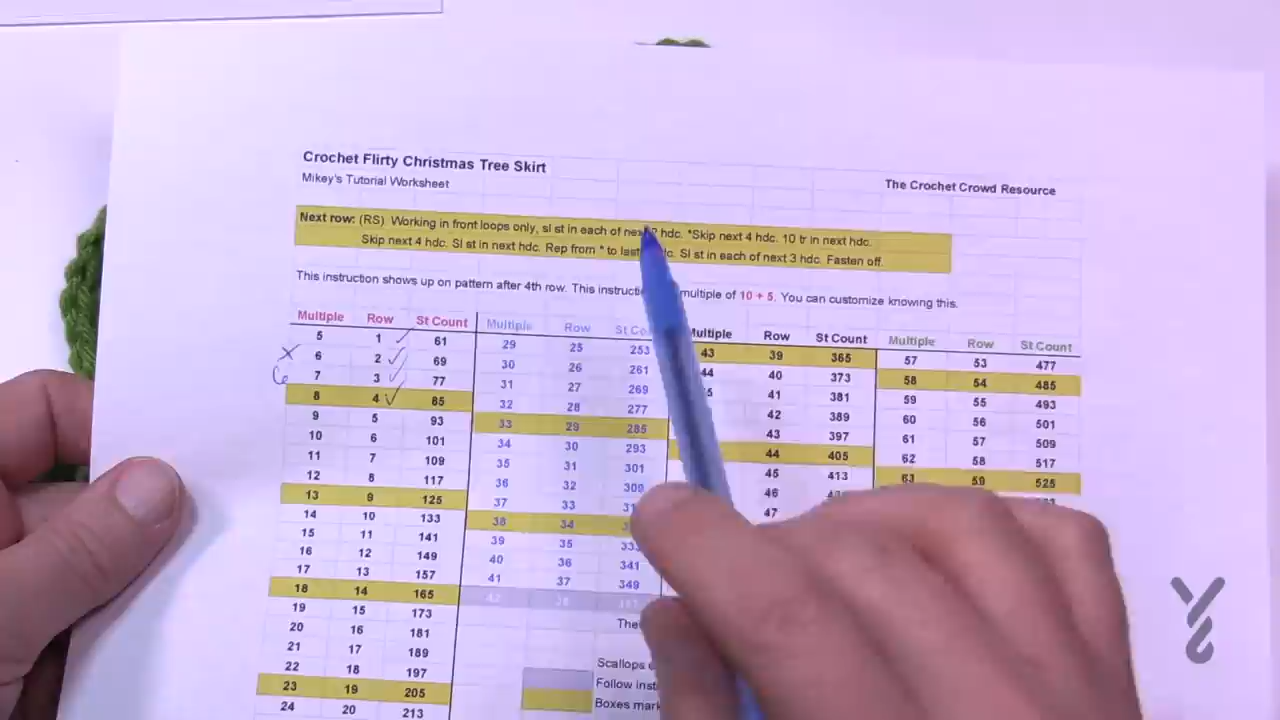 Crochet Flirty Christmas Tree Skirt
Mikey's Tutorial Worksheet
The Crochet Crowd Resource
Next row: (RS). Working in front loops only, sl st in each of next hdc. *Skip next 4 hdc. 10 tr in next hdc.
Skip next 4 hdc. Sl st in next hdc. Rep from * to last Sl st in each of next 3 hdc. Fasten off.
This instruction shows up on pattern after 4th row. This multiple of 10 + 5. You can customize knowing this.
Multiple Row St Count Multiple Row St Multiple Row St Count Multiple Row St Count
5 1 61 29 25 253 43 39 365 57 53 477
x 6 2 69 30 26 261 44 40 373 58 54 485
7 3 77 31 27 269 41 381 59 55 493
8 4 85 32 28 277 42 389 60 56 501
9 5 93 33 29 285 43 397 61 57 509
10 6 101 34 30 293 44 405 62 58 517
11 7 109 35 31 301 45 413 63 59 525
12 8 117 36 32 309 46
13 9 125 37 33 47
14 10 133 38 34
15 11 141 39 35 333
16 12 149 40 36 341
17 13 157 41 37 349
18 14 165 42 38
19 15 173
20 16 181
21 17 189
22 18 197 Scallops
Follow
23 19 205 Boxes
24 20 213